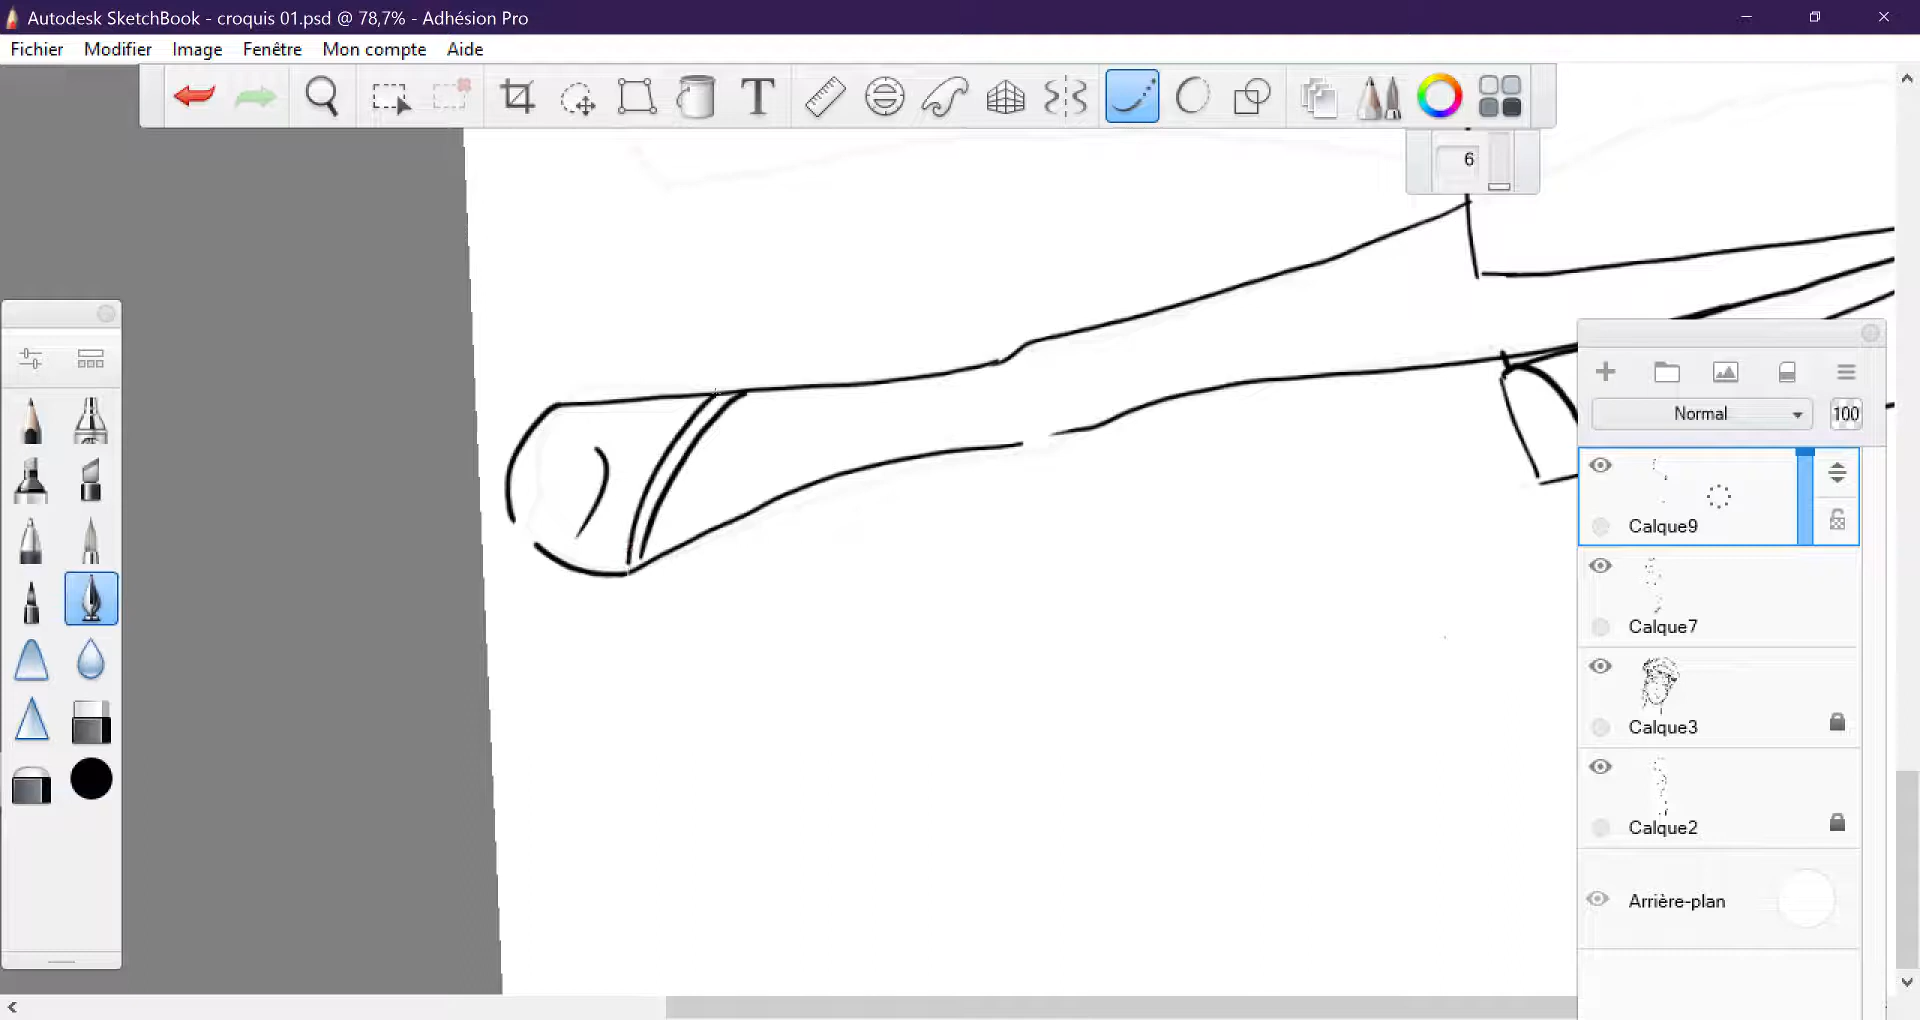 Autodesk SketchBook - croquis 01.psd @ 78,7% - Adhésion Pro
Fichier Modifier Image Fenêtre Mon compte Aide
T
6
Normal 100
Calque9
Calque7
Calque3
Calque2
Arrière-plan